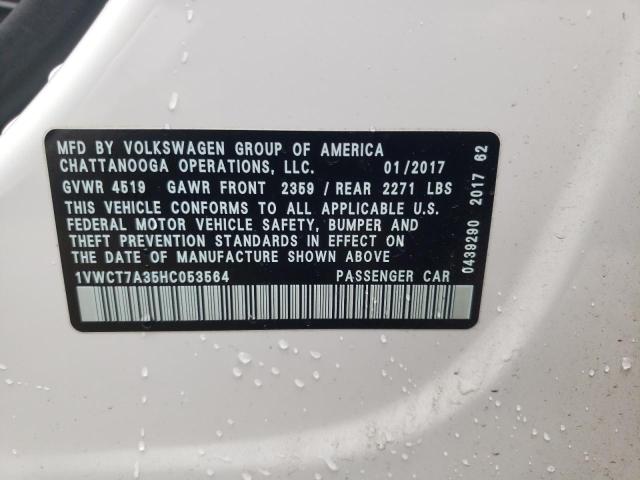 MFD BY VOLKSWAGEN GROUP OF AMERICA
CHATTANOOGA OPERATIONS, LLC. 01/2017
GVWR 4519 GAWR FRONT 2359 / REAR 2271 LBS
THIS VEHICLE CONFORMS TO ALL APPLICABLE U.S.
FEDERAL MOTOR VEHICLE SAFETY, BUMPER AND
THEFT PREVENTION STANDARDS IN EFFECT ON
THE DATE OF MANUFACTURE SHOWN ABOVE
1VWCT7A35HC053564 PASSENGER CAR
0439290 2017 62